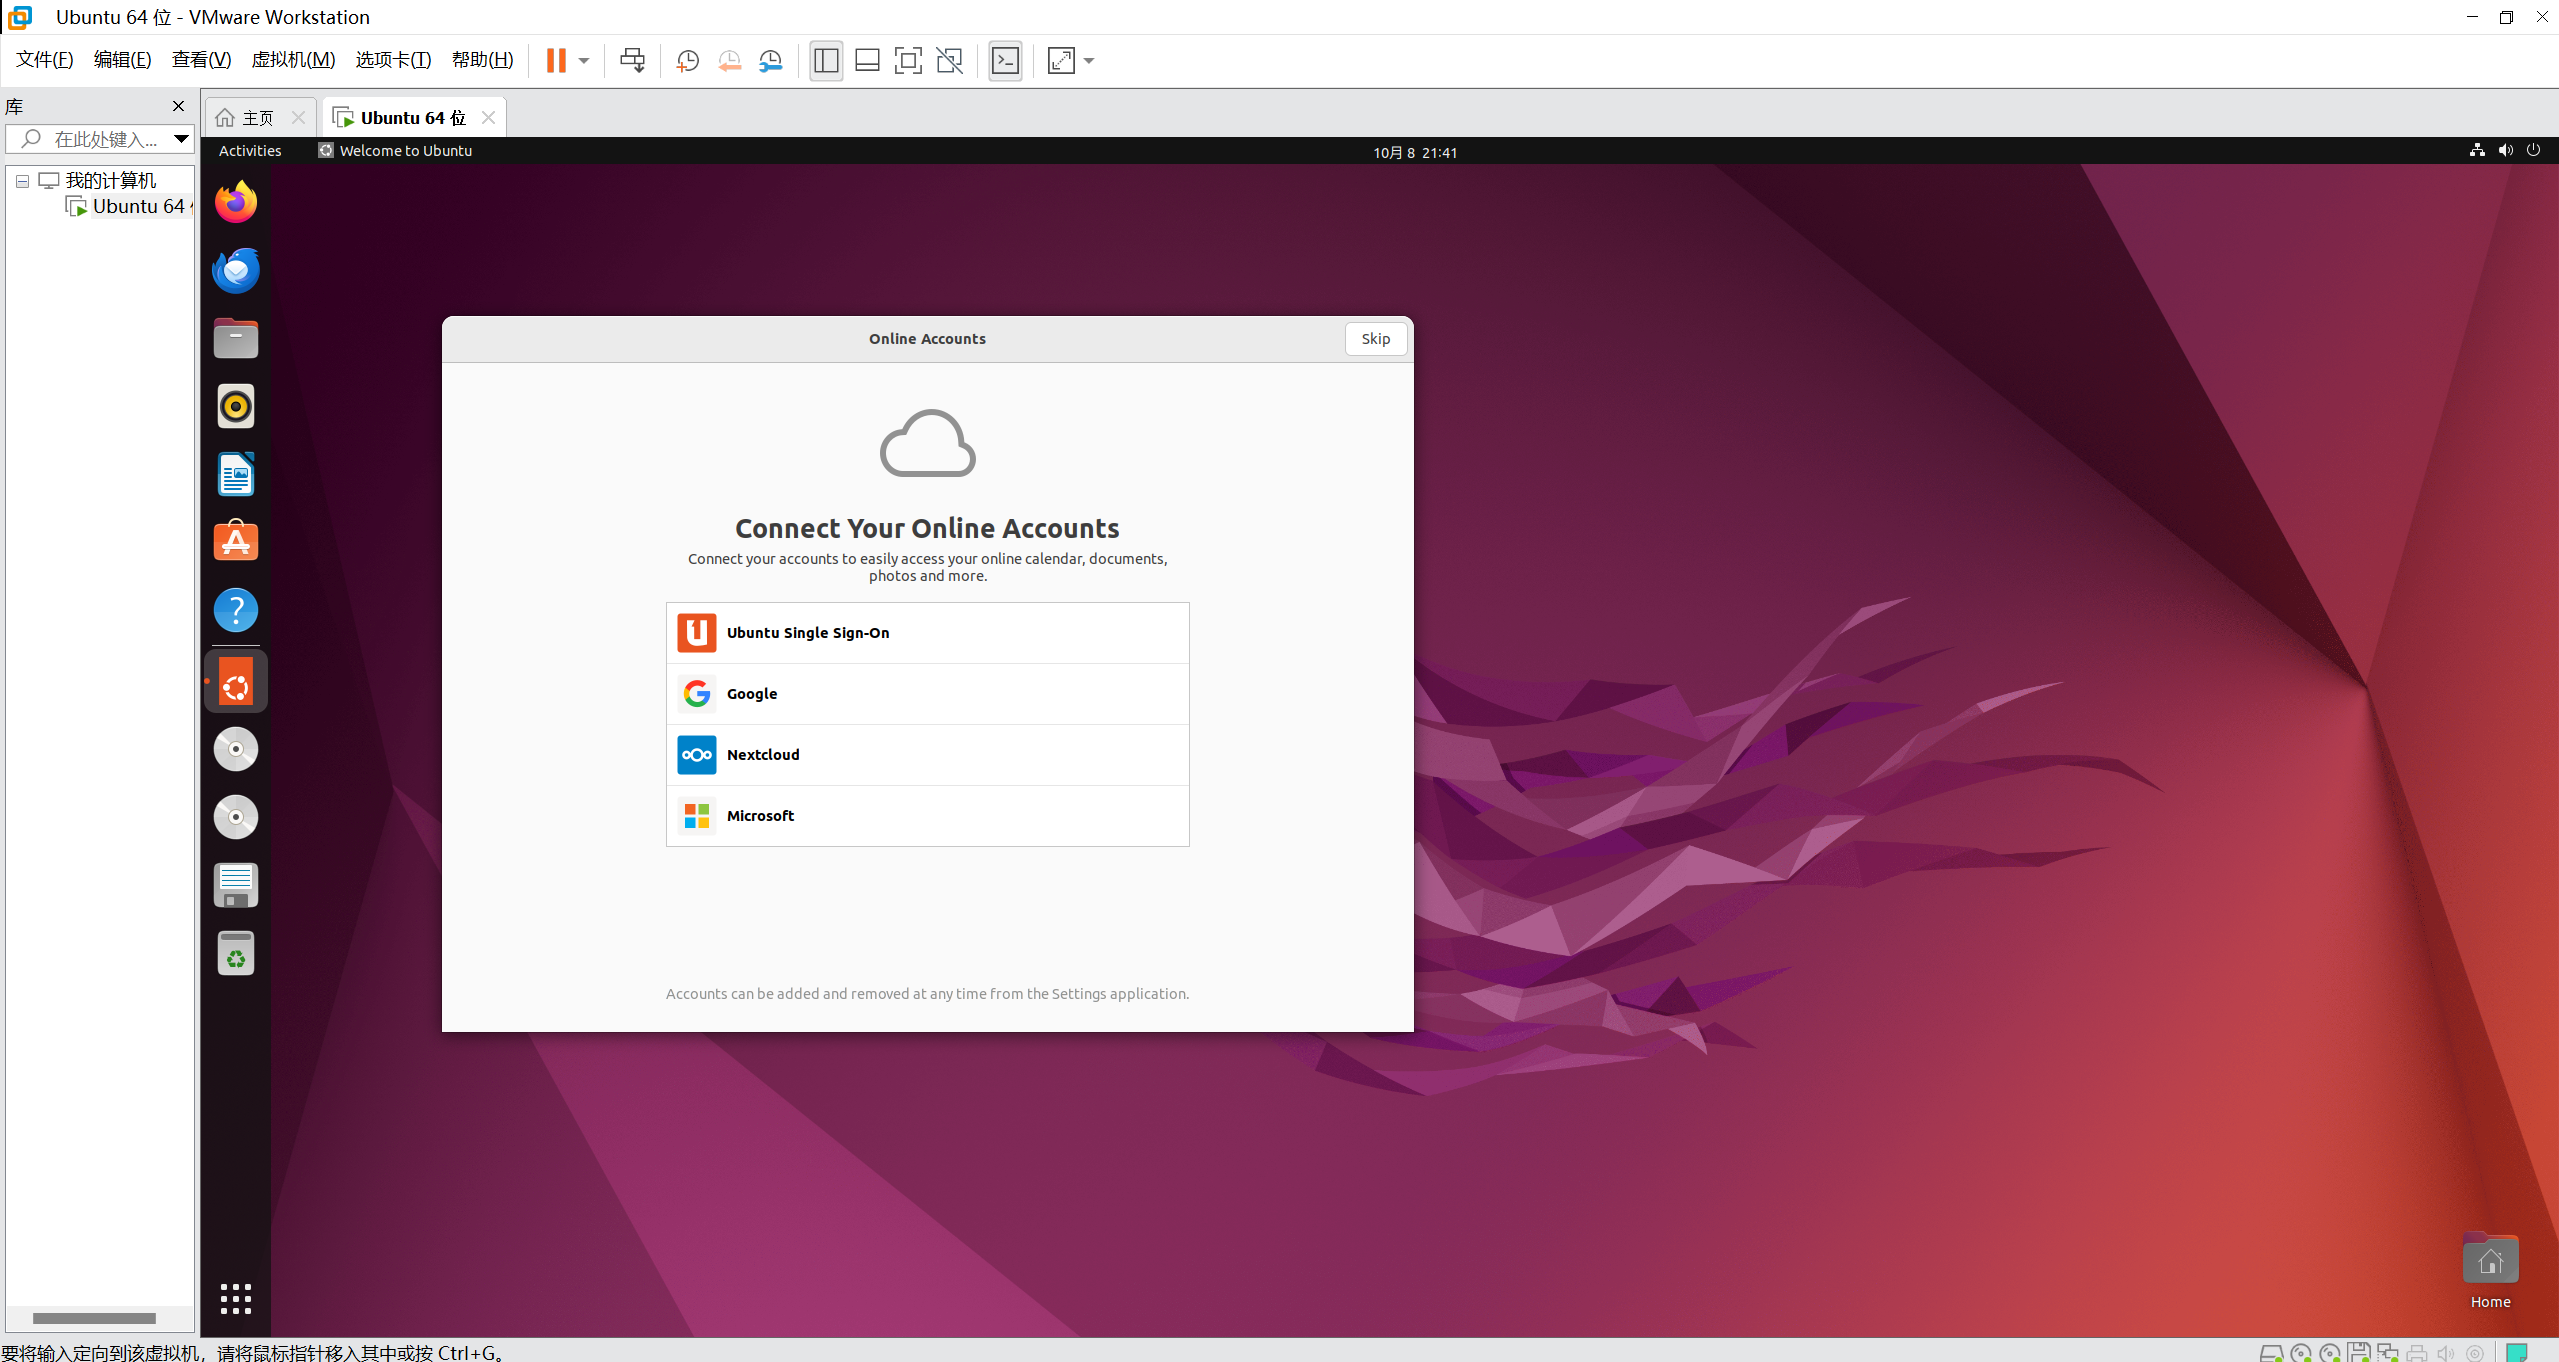 Ubuntu 64 位 - VMware Workstation
文件(F) 编辑(E) 查看(V) 虚拟机(M) 选项卡(T) 帮助(H)
库
在此处键入...
我的计算机
Ubuntu 64
主页
Ubuntu 64 位
Activities Welcome to Ubuntu 10月 8 21:41
Online Accounts Skip
Connect Your Online Accounts
Connect your accounts to easily access your online calendar, documents,
photos and more.
Ubuntu Single Sign-On
Google
Nextcloud
Microsoft
Accounts can be added and removed at any time from the Settings application.
Home
要将输入定向到该虚拟机，请将鼠标指针移入其中或按 Ctrl+G。